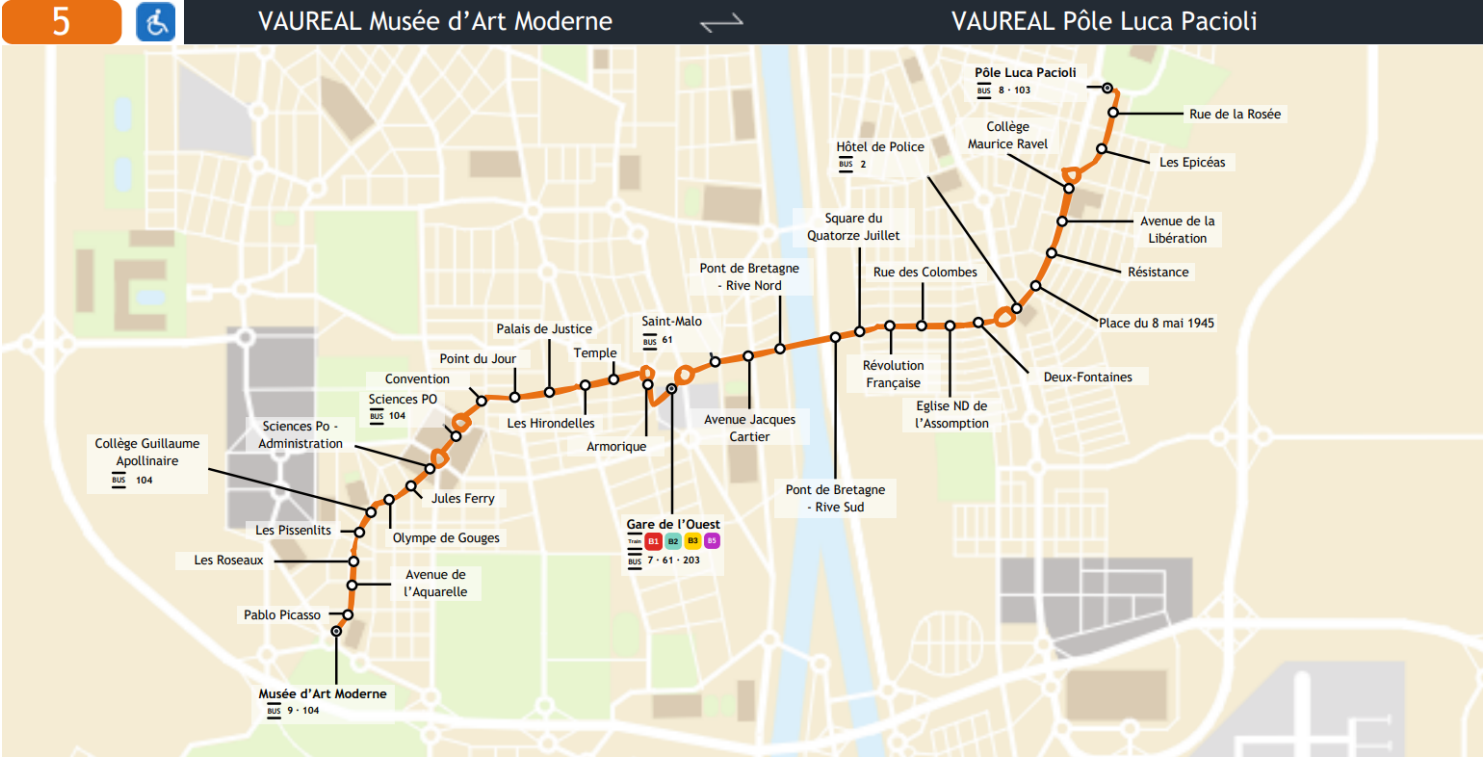 5
VAUREAL Musée d’Art Moderne
VAUREAL Pôle Luca Pacioli
Pôle Luca Pacioli
BUS 8 · 103
Rue de la Rosée
Collège
Maurice Ravel
Les Epicéas
Hôtel de Police
BUS 2
Avenue de la
Libération
Résistance
Place du 8 mai 1945
Square du
Quatorze Juillet
Rue des Colombes
Pont de Bretagne
- Rive Nord
Saint-Malo
BUS 61
Palais de Justice
Temple
Point du Jour
Convention
Sciences PO
BUS 104
Sciences Po -
Administration
Collège Guillaume
Apollinaire
BUS 104
Les Hirondelles
Armorique
Avenue Jacques
Cartier
Révolution
Française
Deux-Fontaines
Eglise ND de
l’Assomption
Pont de Bretagne
- Rive Sud
Jules Ferry
Gare de l’Ouest
Train B1 B2 B3 B5
BUS 7 · 61 · 203
Les Pissenlits
Olympe de Gouges
Les Roseaux
Avenue de
l’Aquarelle
Pablo Picasso
Musée d’Art Moderne
BUS 9 · 104